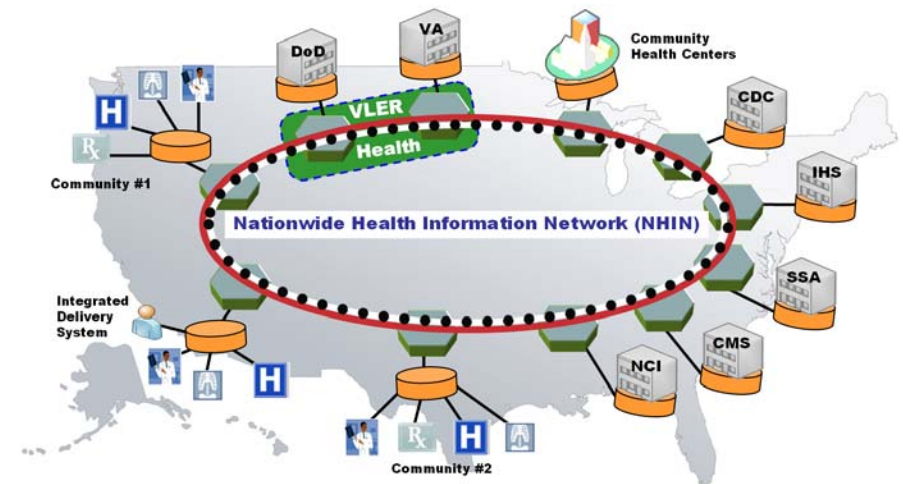 DoD
VA
Community
Health Centers
CDC
VLER
Health
H
Rx
Community #1
IHS
Nationwide Health Information Network (NHIN)
SSA
Integrated
Delivery
System
CMS
NCI
H
Rx
H
Community #2